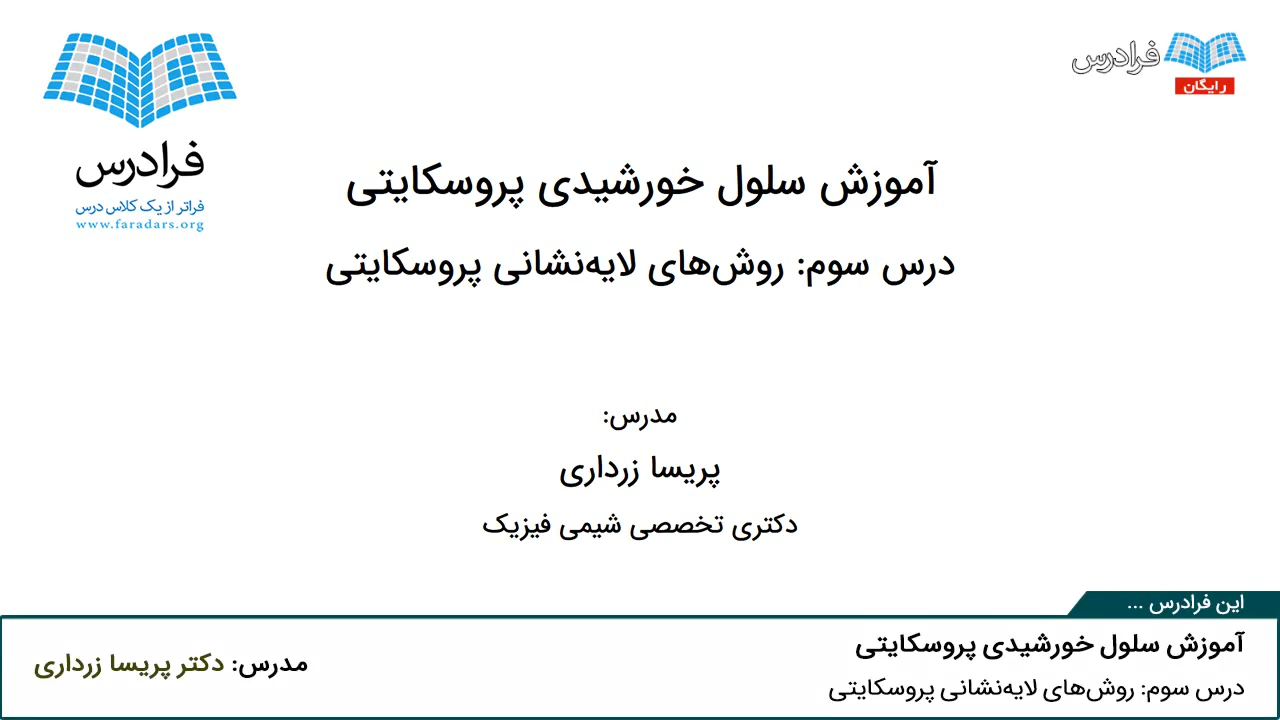 فرادرس
رایگان
فرادرس
فراتر از یک کلاس درس
www.faradars.org
آموزش سلول خورشیدی پروسکایتی
درس سوم: روش‌های لایه‌نشانی پروسکایتی
مدرس:
پریسا زرداری
دکتری تخصصی شیمی فیزیک
این فرادرس ...
آموزش سلول خورشیدی پروسکایتی
درس سوم: روش‌های لایه‌نشانی پروسکایتی
مدرس: دکتر پریسا زرداری